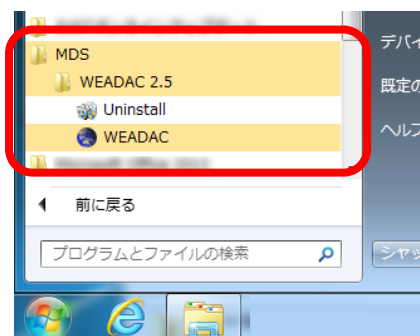 MDS
デバイ
WEADAC 2.5
既定の
Uninstall
WEADAC
ヘルプ
前に戻る
プログラムとファイルの検索
シャッ